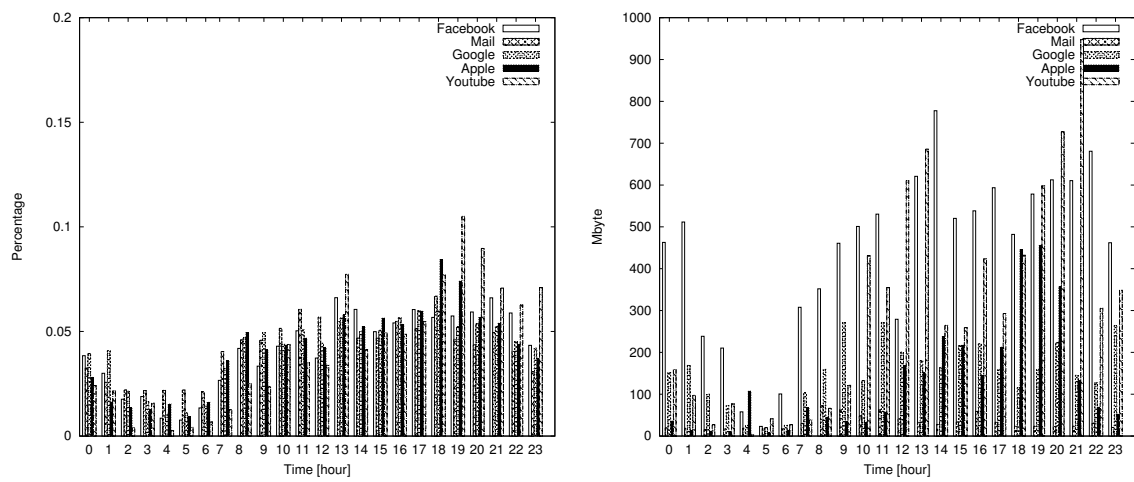 0.2
0.15
0.1
0.05
0
Percentage
0 1 2 3 4 5 6 7 8 9 10 11 12 13 14 15 16 17 18 19 20 21 22 23
Time [hour]
Facebook
Mail
Google
Apple
Youtube
1000
900
800
700
600
500
400
300
200
100
0
Mbyte
0 1 2 3 4 5 6 7 8 9 10 11 12 13 14 15 16 17 18 19 20 21 22 23
Time [hour]
Facebook
Mail
Google
Apple
Youtube